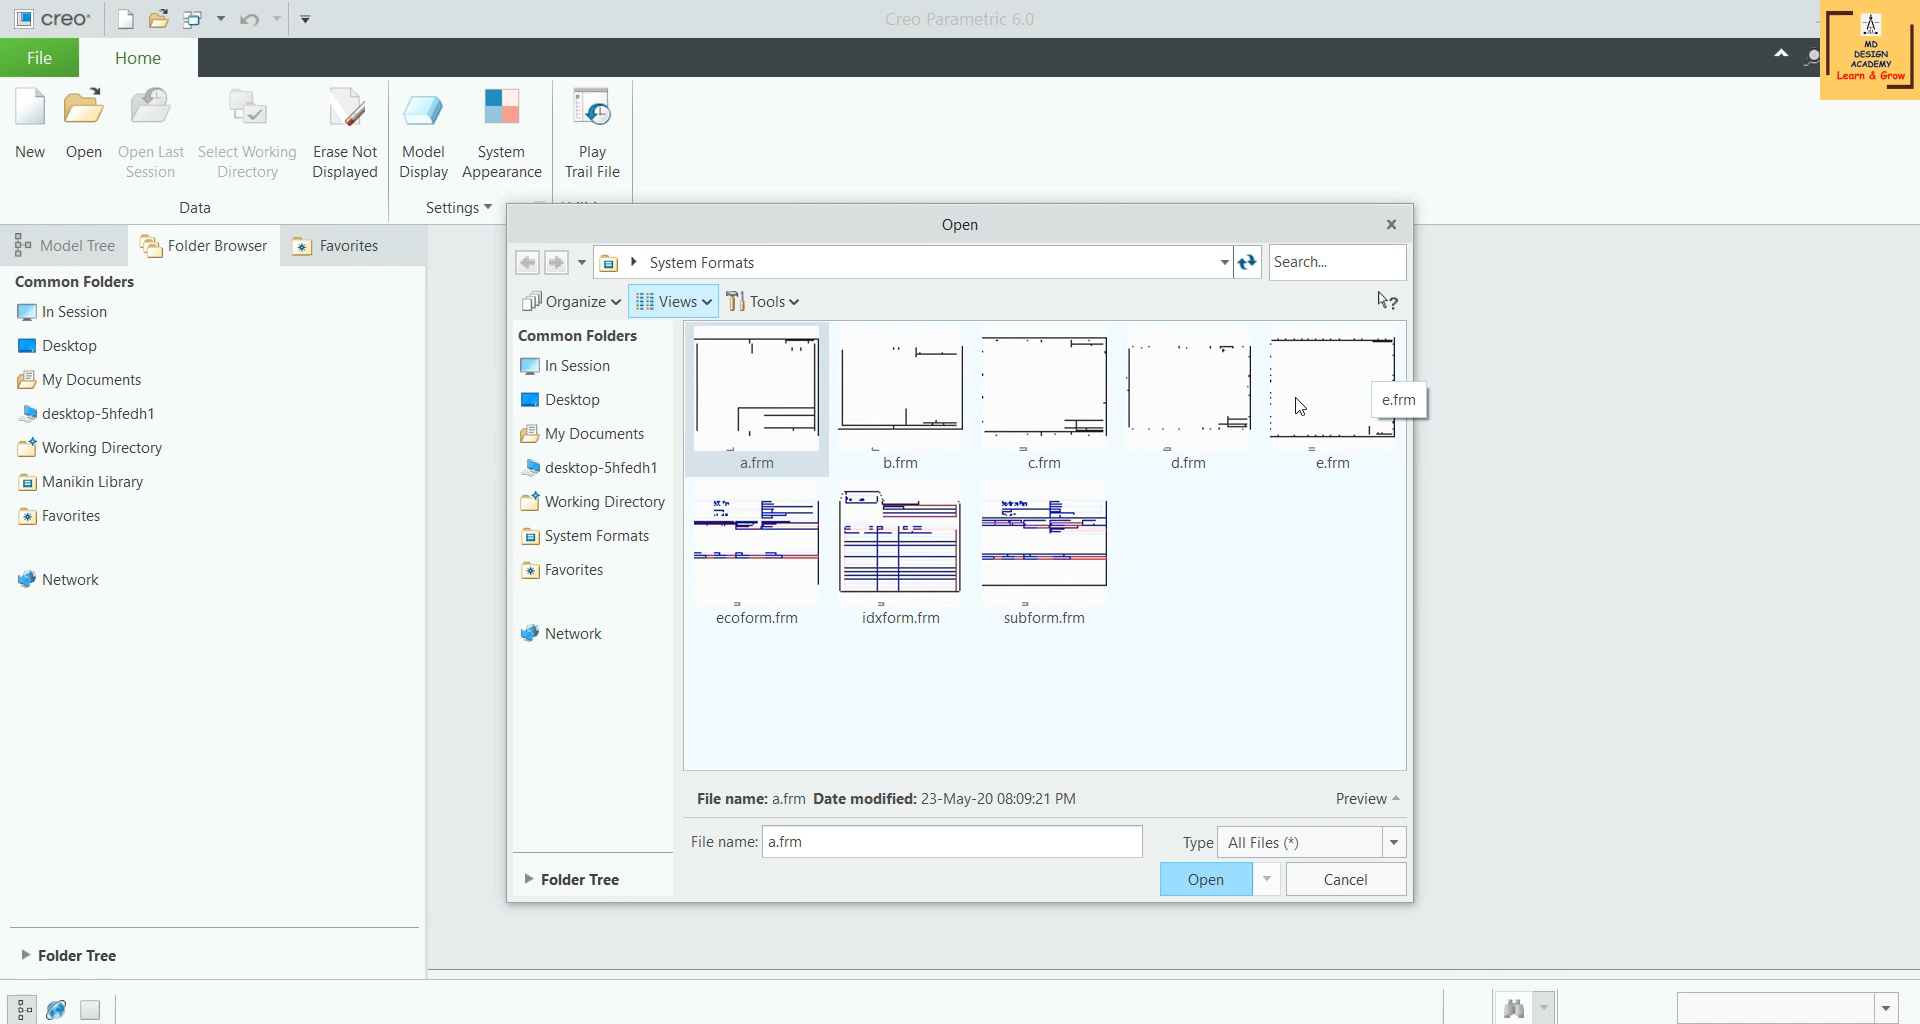 creo
Creo Parametric 6.0
MD
DESIGN
ACADEMY
Learn & Grow
File
Home
New
Open
Open Last
Session
Select Working
Directory
Erase Not
Displayed
Model
Display
System
Appearance
Play
Trail File
Data
Settings
Model Tree
Folder Browser
Favorites
Common Folders
In Session
Desktop
My Documents
desktop-5hfedh1
Working Directory
Manikin Library
Favorites
Network
Folder Tree
Open
System Formats
Search...
Organize
Views
Tools
Common Folders
In Session
Desktop
My Documents
desktop-5hfedh1
Working Directory
System Formats
Favorites
Network
Folder Tree
a.frm
b.frm
c.frm
d.frm
e.frm
e.frm
ecoform.frm
idxform.frm
subform.frm
File name: a.frm Date modified: 23-May-20 08:09:21 PM
Preview
File name: a.frm
Type All Files (*)
Open
Cancel